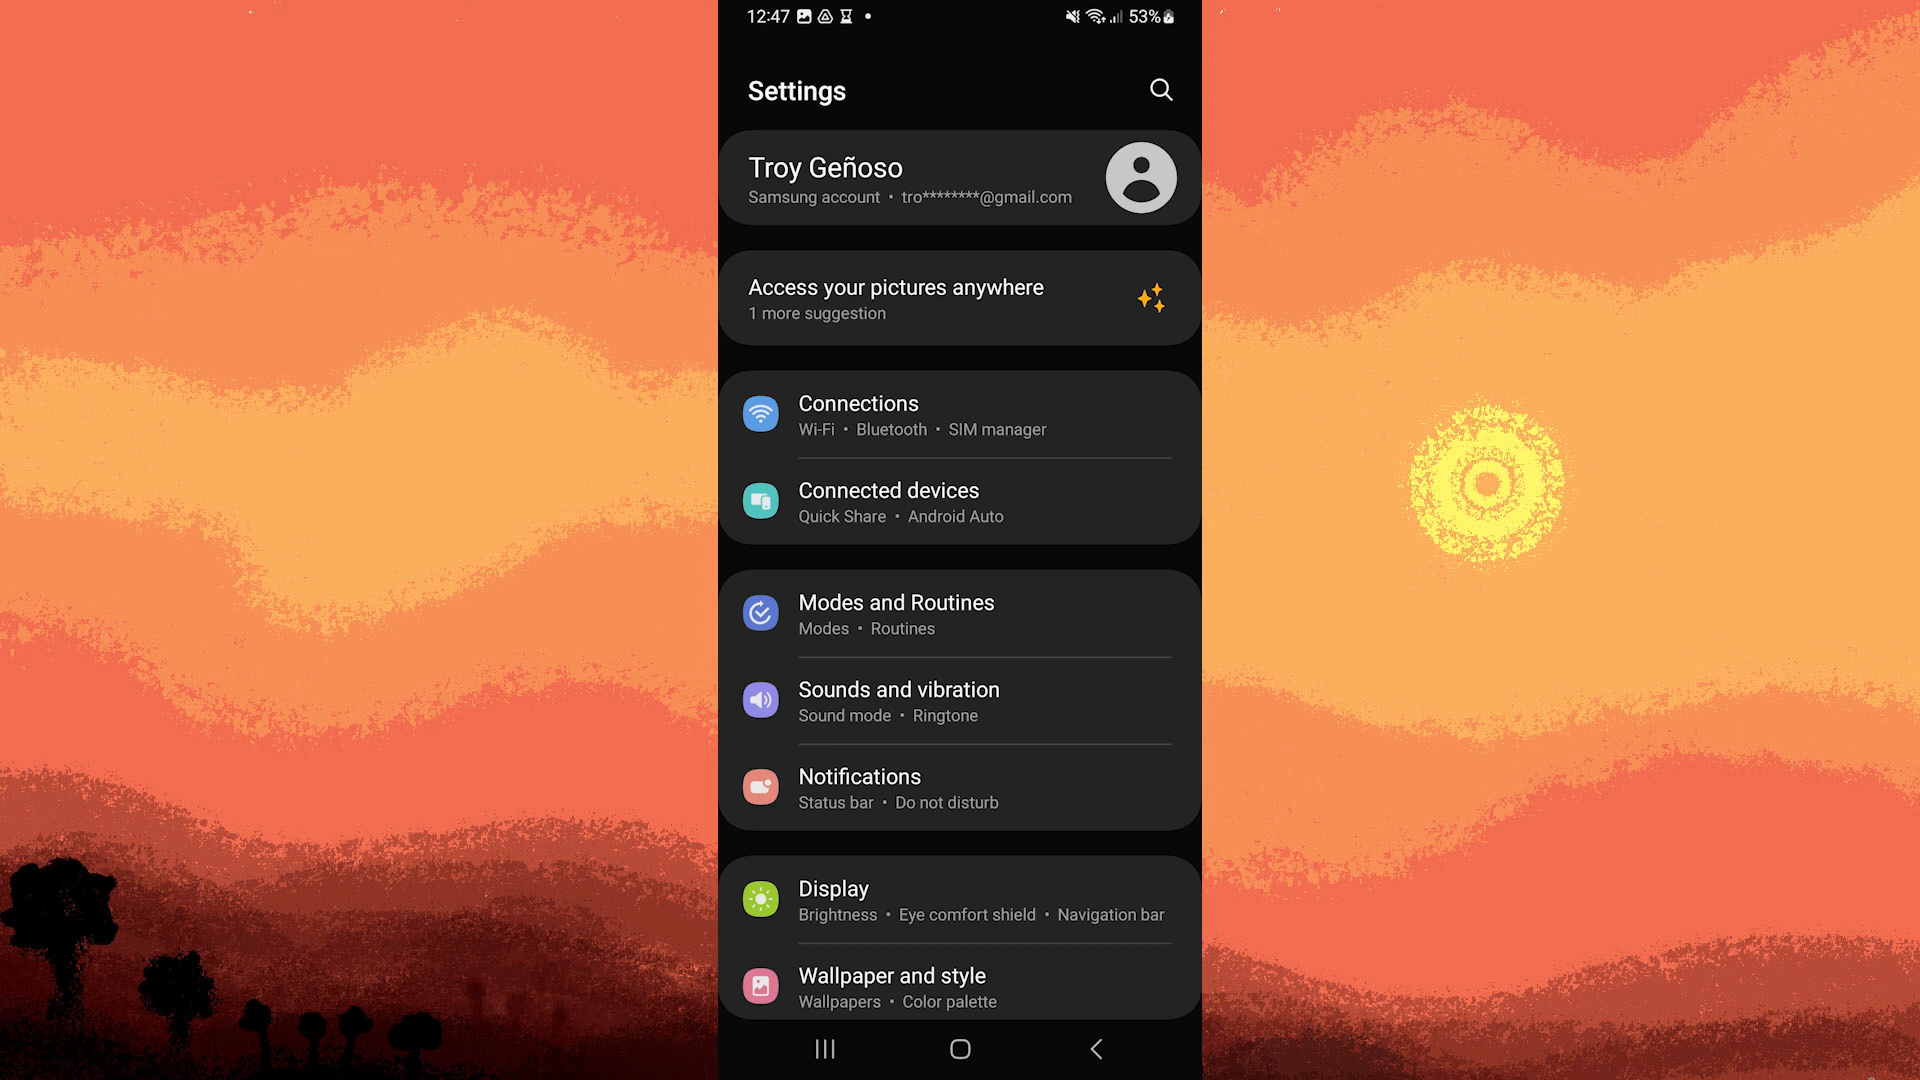 12:47 53%
Settings
Troy Geñoso
Samsung account • tro********@gmail.com
Access your pictures anywhere
1 more suggestion
Connections
Wi-Fi • Bluetooth • SIM manager
Connected devices
Quick Share • Android Auto
Modes and Routines
Modes • Routines
Sounds and vibration
Sound mode • Ringtone
Notifications
Status bar • Do not disturb
Display
Brightness • Eye comfort shield • Navigation bar
Wallpaper and style
Wallpapers • Color palette